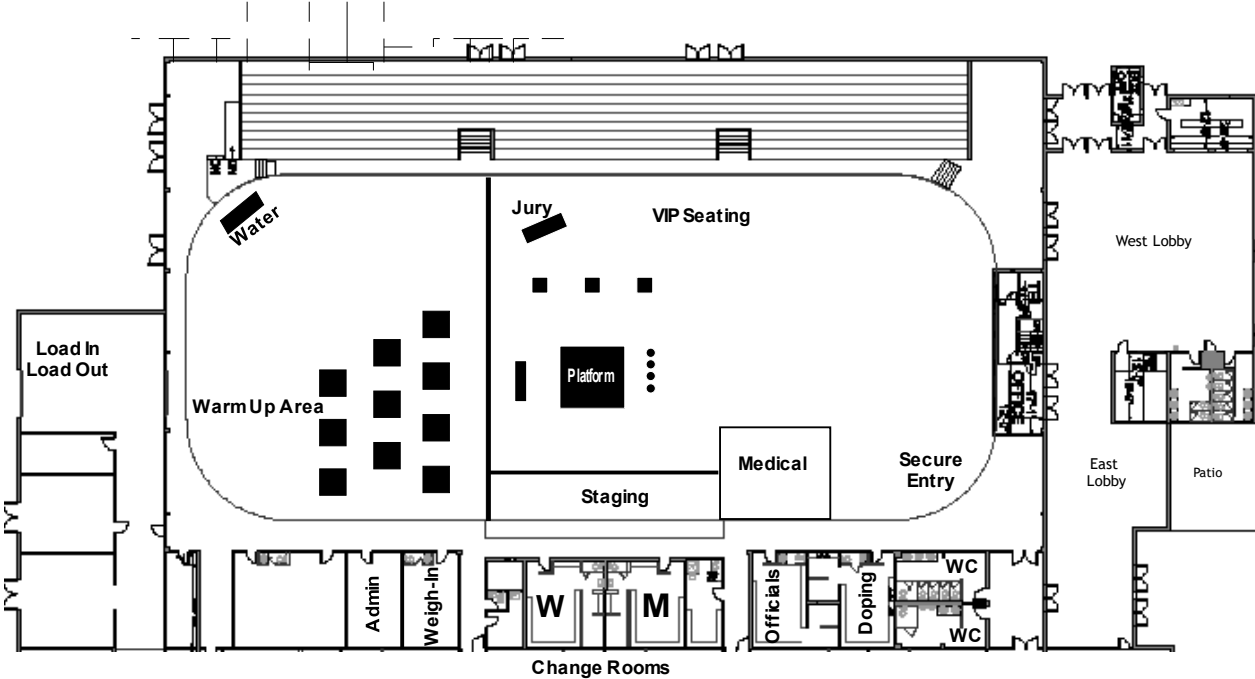 Water
Jury
VIP Seating
West Lobby
Load In
Load Out
Warm Up Area
Platform
OFFICE
Medical
Secure
Entry
East
Lobby
Patio
Staging
Admin
Weigh-In
W
M
Officials
Doping
WC
WC
Change Rooms